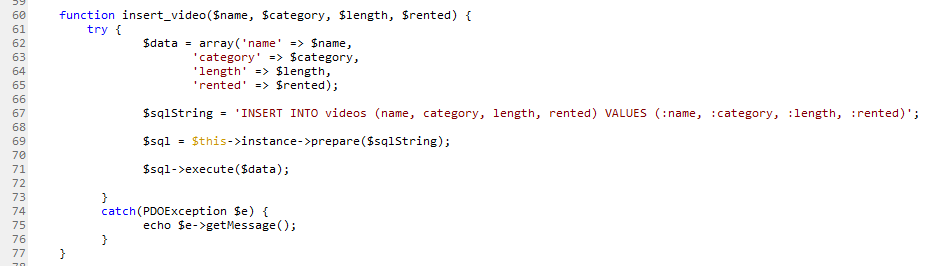 59
60 function insert_video($name, $category, $length, $rented) {
61 try {
62 $data = array('name' => $name,
63 'category' => $category,
64 'length' => $length,
65 'rented' => $rented);
66
67 $sqlString = 'INSERT INTO videos (name, category, length, rented) VALUES (:name, :category, :length, :rented)';
68
69 $sql = $this->instance->prepare($sqlString);
70
71 $sql->execute($data);
72
73 }
74 catch(PDOException $e) {
75 echo $e->getMessage();
76 }
77 }
78